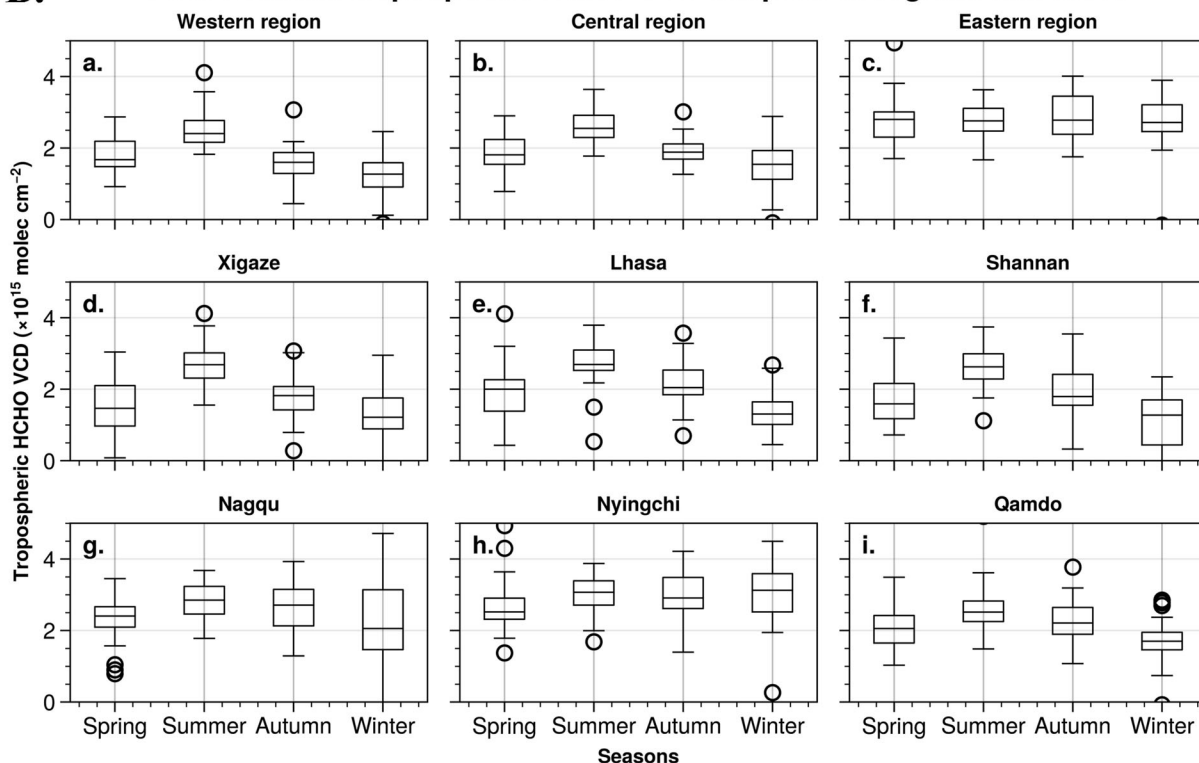 B.
Western region
Central region
Eastern region
a.
b.
c.
4
2
0
Xigaze
Lhasa
Shannan
d.
e.
f.
4
2
0
Nagqu
Nyingchi
Qamdo
g.
h.
i.
4
2
0
Spring Summer Autumn Winter
Spring Summer Autumn Winter
Spring Summer Autumn Winter
Seasons
Tropospheric HCHO VCD (×10¹⁵ molec cm⁻²)